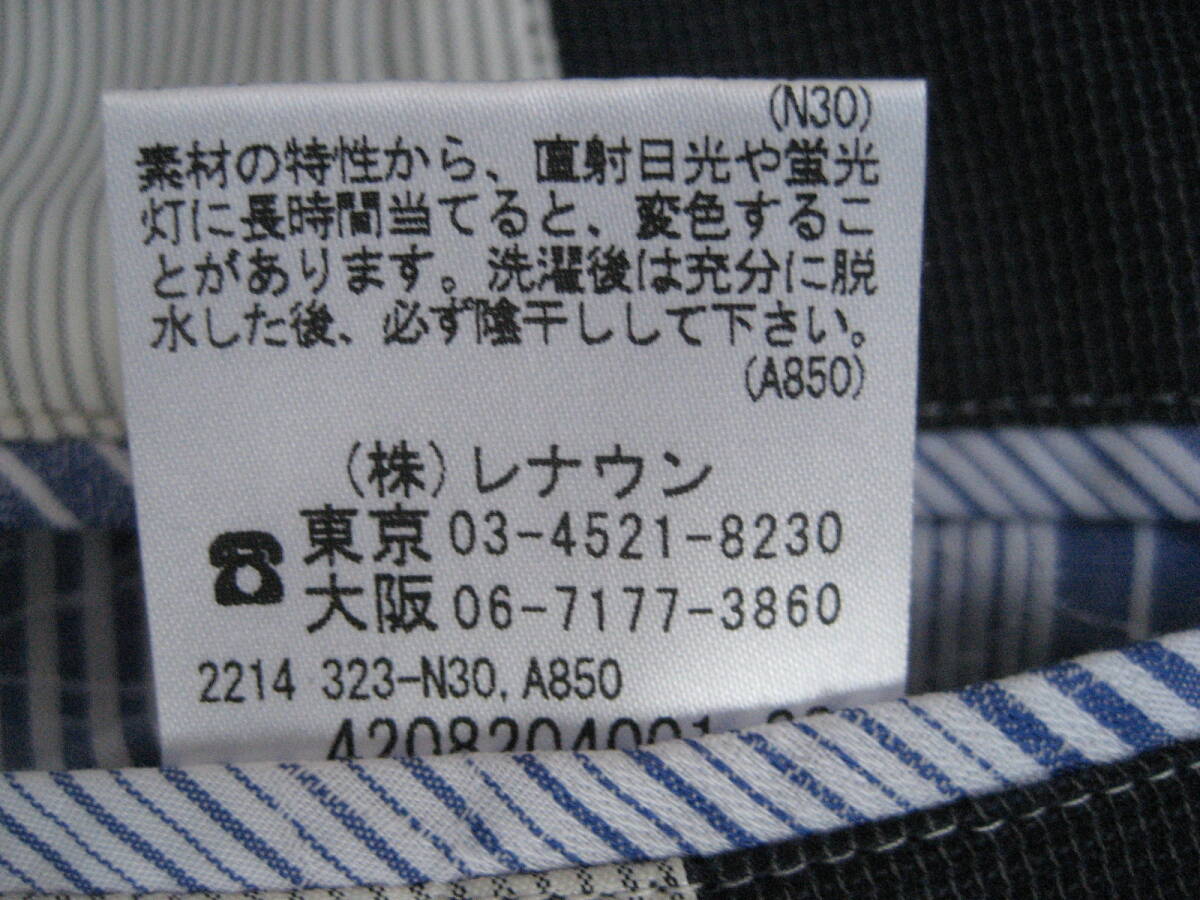 (N30)
素材の特性から、直射日光や蛍光
灯に長時間当てると、変色するこ
とがあります。洗濯後は充分に脱
水した後、必ず陰干しして下さい。
(A850)
(株)レナウン
☎東京 03-4521-8230
大阪 06-7177-3860
2214 323-N30, A850
4208204001